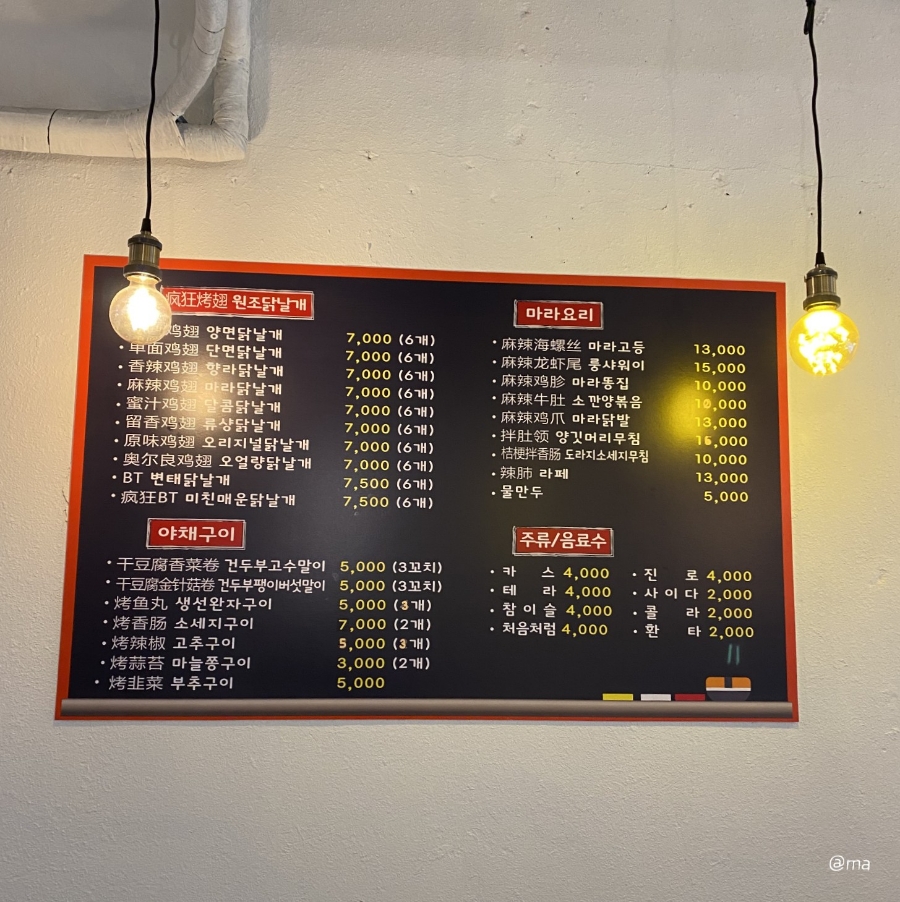 疯狂烤翅 원조닭날개
鸡翅 양면닭날개 7,000 (6개)
· 单面鸡翅 단면닭날개 7,000 (6개)
· 香辣鸡翅 향라닭날개 7,000 (6개)
· 麻辣鸡翅 마라닭날개 7,000 (6개)
· 蜜汁鸡翅 달콤닭날개 7,000 (6개)
· 留香鸡翅 류샹닭날개 7,000 (6개)
· 原味鸡翅 오리지널닭날개 7,000 (6개)
· 奥尔良鸡翅 오얼량닭날개 7,000 (6개)
· BT 변태닭날개 7,500 (6개)
· 疯狂BT 미친매운닭날개 7,500 (6개)
야채구이
· 干豆腐香菜卷 건두부고수말이 5,000 (3꼬치)
· 干豆腐金针菇卷 건두부팽이버섯말이 5,000 (3꼬치)
· 烤鱼丸 생선완자구이 5,000 (3개)
· 烤香肠 소세지구이 7,000 (2개)
· 烤辣椒 고추구이 5,000 (3개)
· 烤蒜苔 마늘쫑구이 3,000 (2개)
· 烤韭菜 부추구이 5,000
마라요리
· 麻辣海螺丝 마라고등 13,000
· 麻辣龙虾尾 룽샤워이 15,000
· 麻辣鸡胗 마라똥집 10,000
· 麻辣牛肚 소깐양볶음 10,000
· 麻辣鸡爪 마라닭발 13,000
· 拌肚领 양깃머리무침
· 桔梗拌香肠 도라지소세지무침 10,000
· 辣肺 라페 13,000
· 물만두 5,000
주류/음료수
· 카 스 4,000
· 테 라 4,000
· 참이슬 4,000
· 처음처럼 4,000
· 진 로 4,000
· 사이다 2,000
· 콜 라 2,000
· 환 타 2,000
@ma